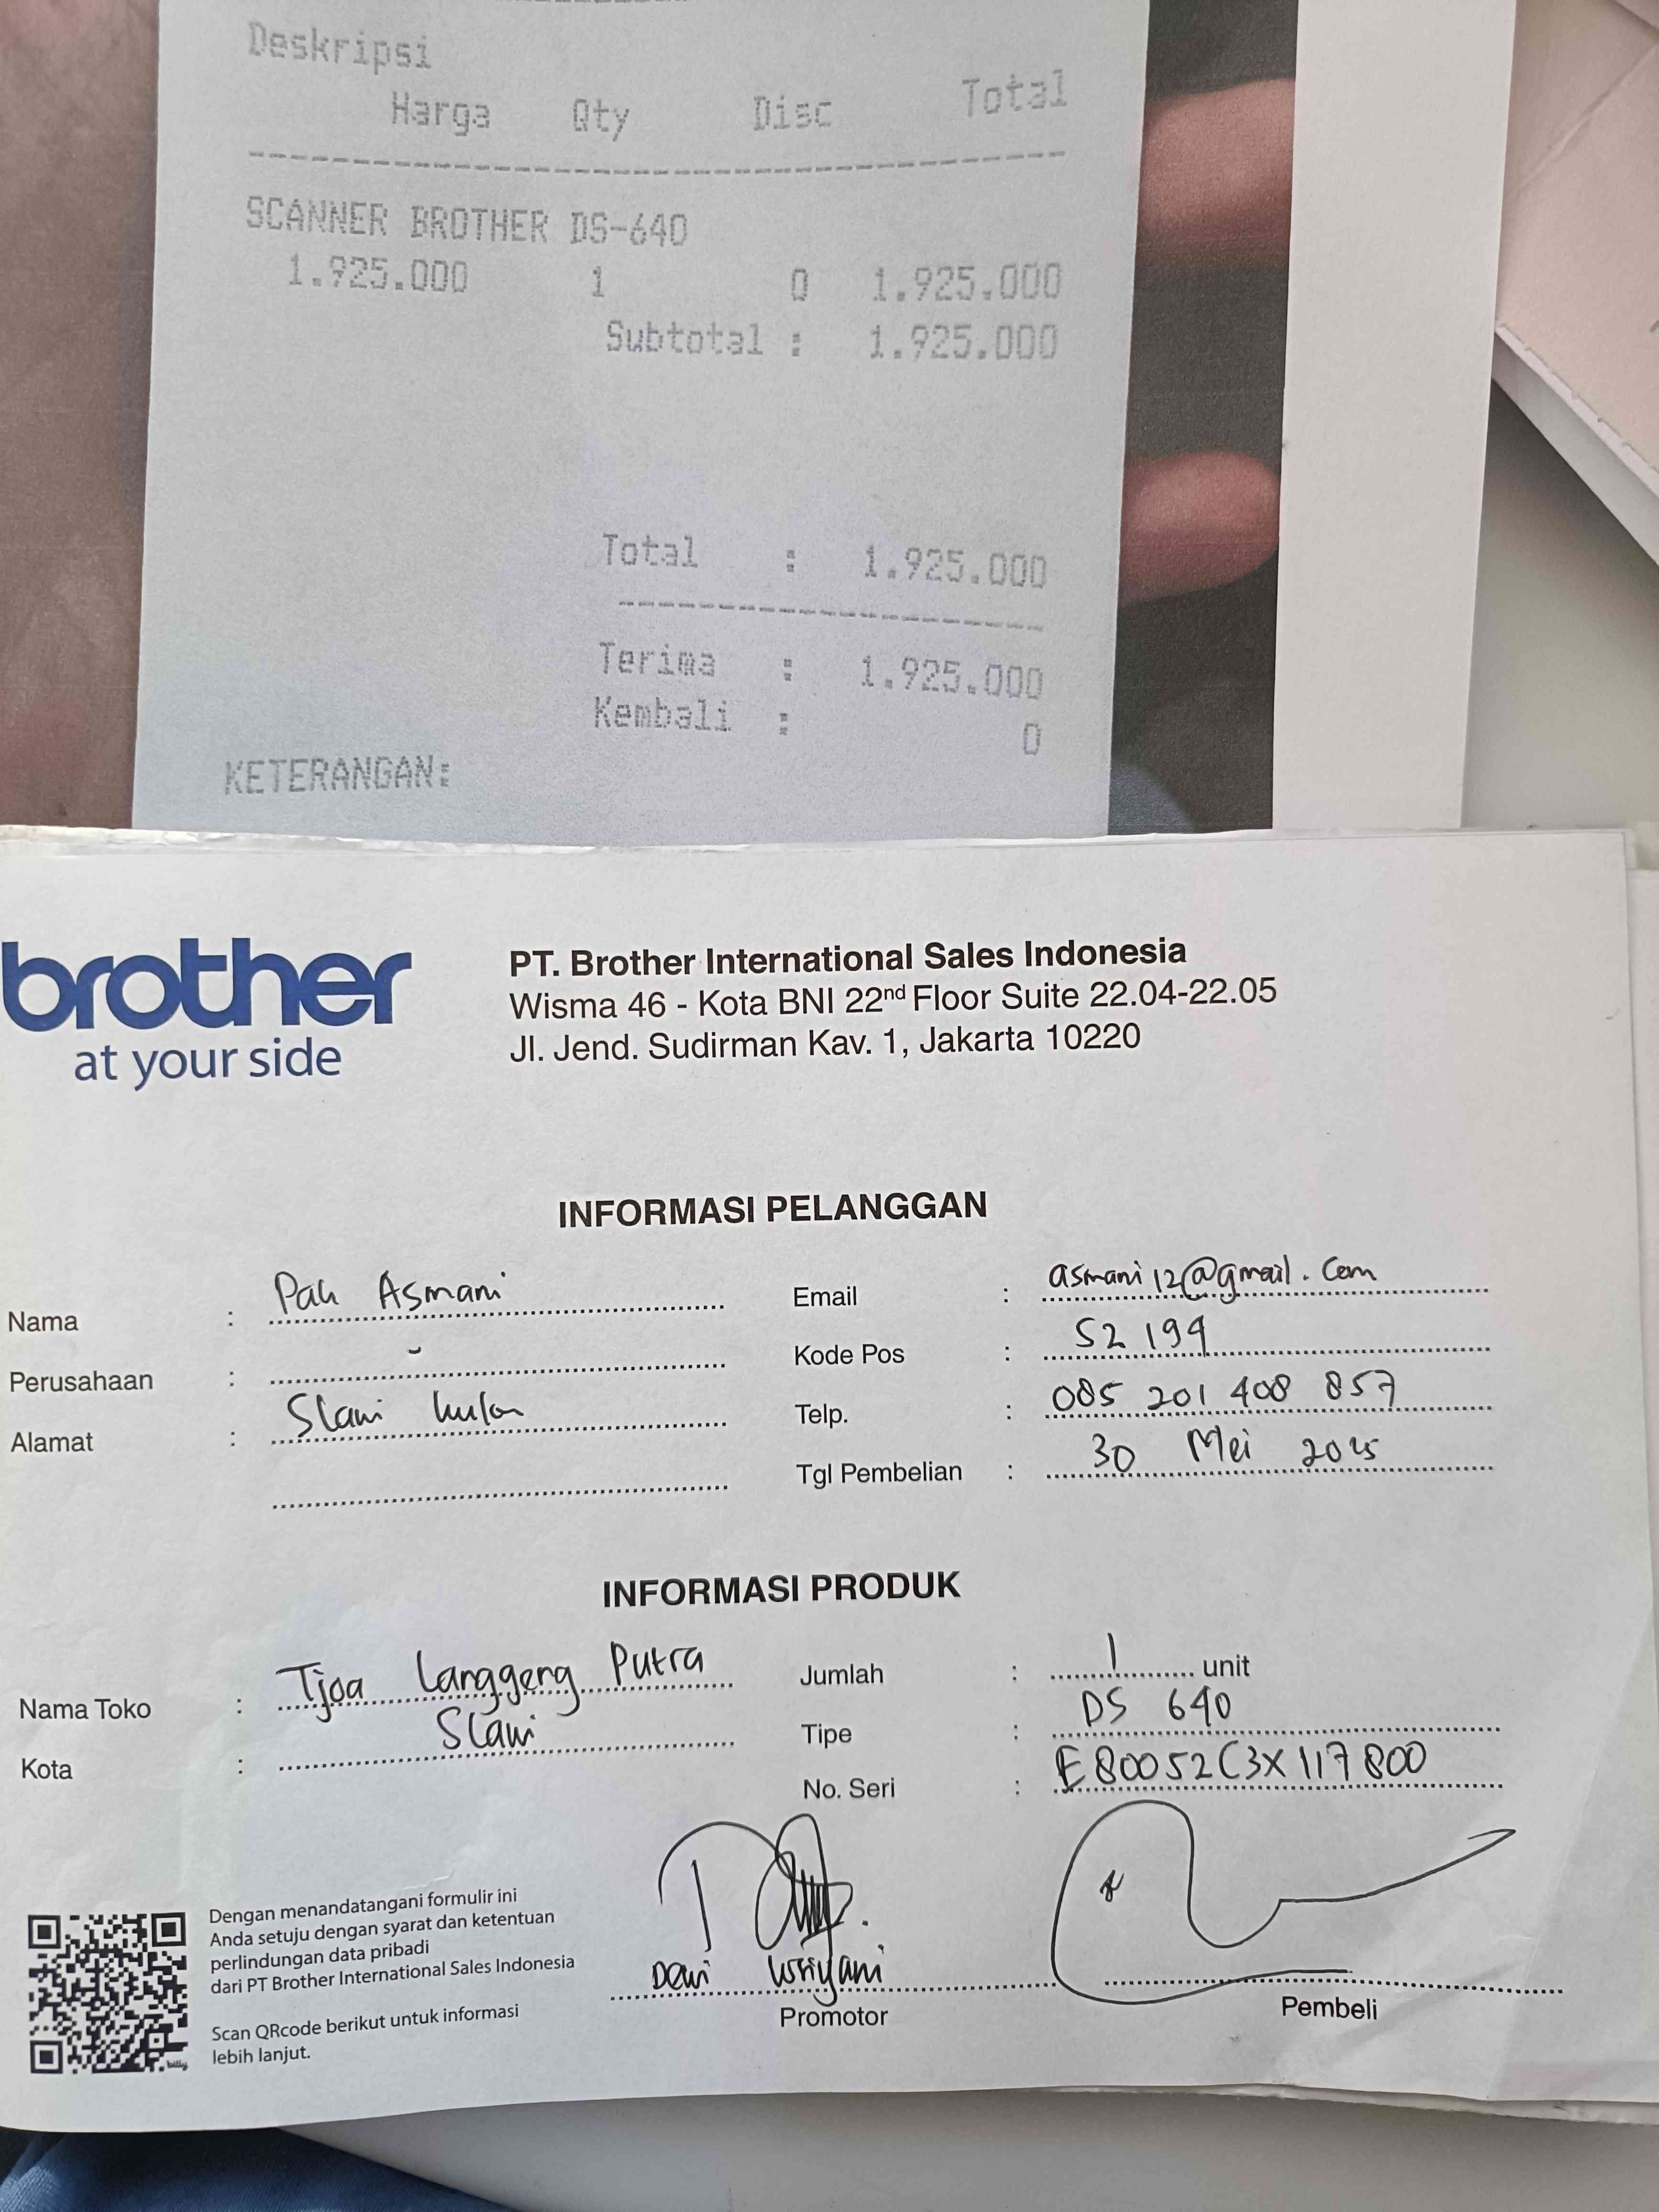 Deskripsi
Harga Qty Disc Total
SCANNER BROTHER DS-640
1.925.000 1 0 1.925.000
Subtotal : 1.925.000
Total : 1.925.000
Terima : 1.925.000
Kembali : 0
KETERANGAN:
brother
at your side
PT. Brother International Sales Indonesia
Wisma 46 - Kota BNI 22nd Floor Suite 22.04-22.05
Jl. Jend. Sudirman Kav. 1, Jakarta 10220
INFORMASI PELANGGAN
Nama : Pak Asmani
Perusahaan : -
Alamat : Slawi kulon
Email : asmani12@gmail.com
Kode Pos : 52194
Telp. : 085 201 408 857
Tgl Pembelian : 30 Mei 2025
INFORMASI PRODUK
Nama Toko : Tjoa Langgeng Putra
Kota : Slawi
Jumlah : 1 unit
Tipe : DS 640
No. Seri : E80052C3X117800
Dengan menandatangani formulir ini
Anda setuju dengan syarat dan ketentuan
perlindungan data pribadi
dari PT Brother International Sales Indonesia
Scan QRcode berikut untuk informasi
lebih lanjut.
Dewi
Promotor
Pembeli